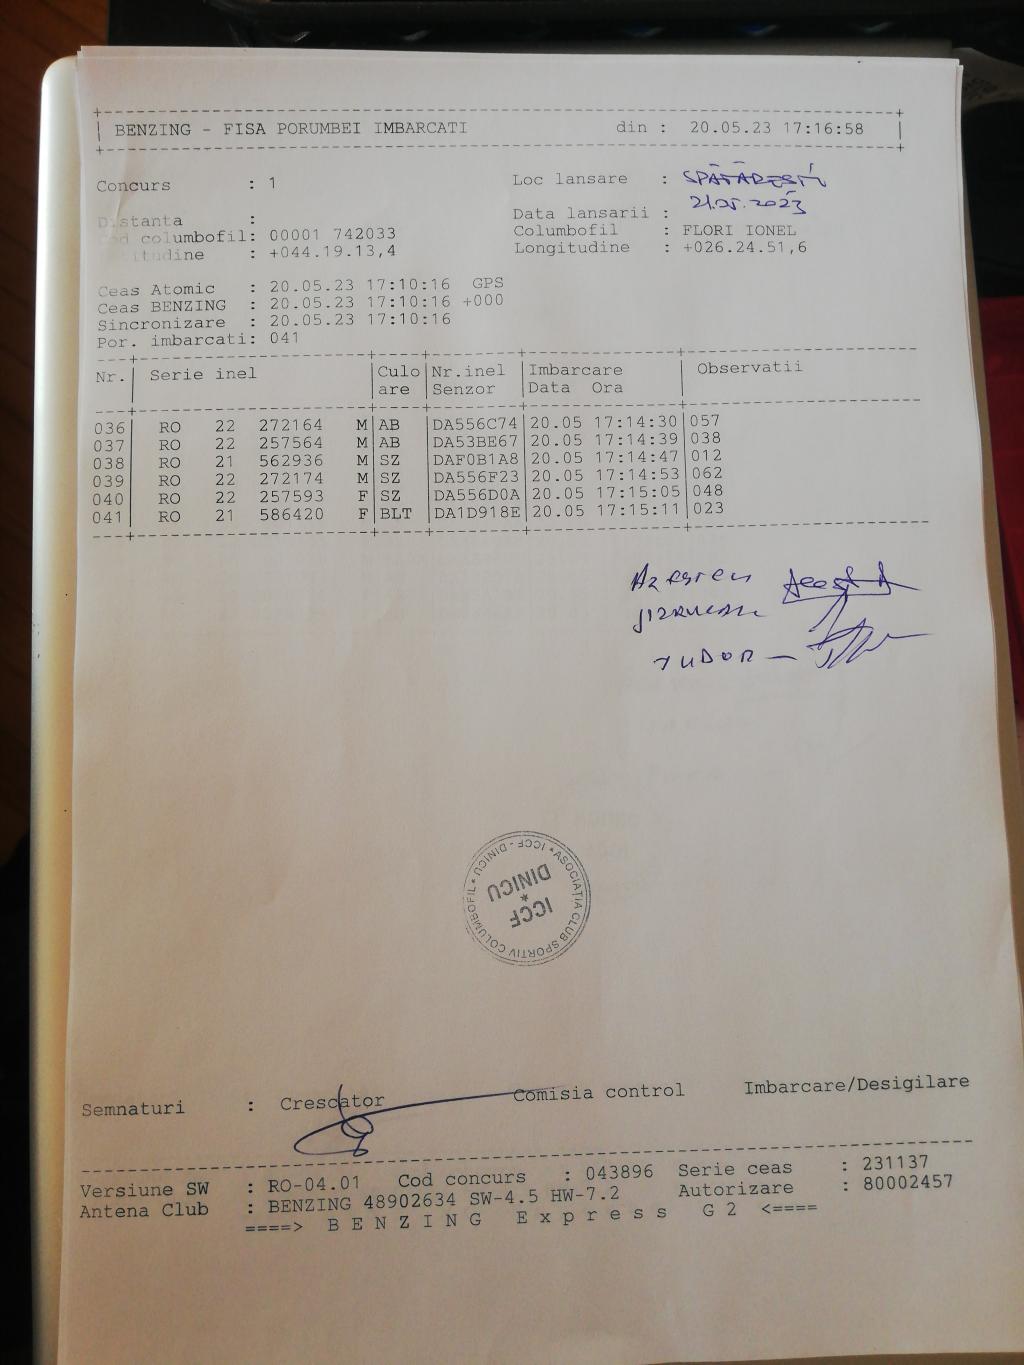 BENZING - FISA PORUMBEI IMBARCATI din : 20.05.23 17:16:58
Concurs : 1 Loc lansare : SPĂTĂREȘTI
Distanta : Data lansarii : 21.05.2023
Cod columbofil: 00001 742033 Columbofil : FLORI IONEL
Latitudine : +044.19.13,4 Longitudine : +026.24.51,6
Ceas Atomic : 20.05.23 17:10:16 GPS
Ceas BENZING : 20.05.23 17:10:16 +000
Sincronizare : 20.05.23 17:10:16
Por. imbarcati: 041
Nr. | Serie inel | Culo | Nr.inel | Imbarcare | Observatii
are | Senzor | Data Ora
036 | RO 22 272164 M | AB | DA556C74 | 20.05 17:14:30 | 057
037 | RO 22 257564 M | AB | DA53BE67 | 20.05 17:14:39 | 038
038 | RO 21 562936 M | SZ | DAF0B1A8 | 20.05 17:14:47 | 012
039 | RO 22 272174 M | SZ | DA556F23 | 20.05 17:14:53 | 062
040 | RO 22 257593 F | SZ | DA556D0A | 20.05 17:15:05 | 048
041 | RO 21 586420 F | BLT | DA1D918E | 20.05 17:15:11 | 023
TUDOR
ASOCIAȚIA CLUB SPORTIV COLUMBOFIL * ICCF - DINICU *
ICCF
*
DINICU
Semnaturi : Crescator Comisia control Imbarcare/Desigilare
Versiune SW : RO-04.01 Cod concurs : 043896 Serie ceas : 231137
Antena Club : BENZING 48902634 SW-4.5 HW-7.2 Autorizare : 80002457
====> B E N Z I N G E x p r e s s G 2 <====